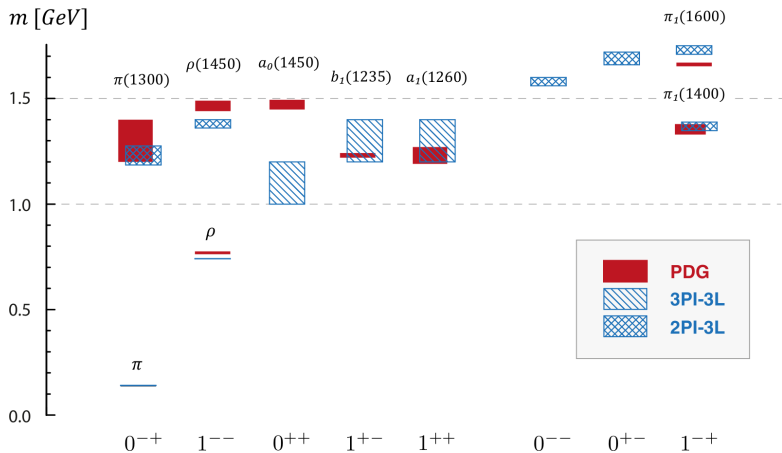 m [GeV]
π₁(1600)
ρ(1450) a₀(1450)
π(1300) b₁(1235) a₁(1260)
π₁(1400)
1.5
1.0
ρ
PDG
3PI-3L
2PI-3L
0.5
π
0.0
0⁻⁺ 1⁻⁻ 0⁺⁺ 1⁺⁻ 1⁺⁺ 0⁻⁻ 0⁺⁻ 1⁻⁺